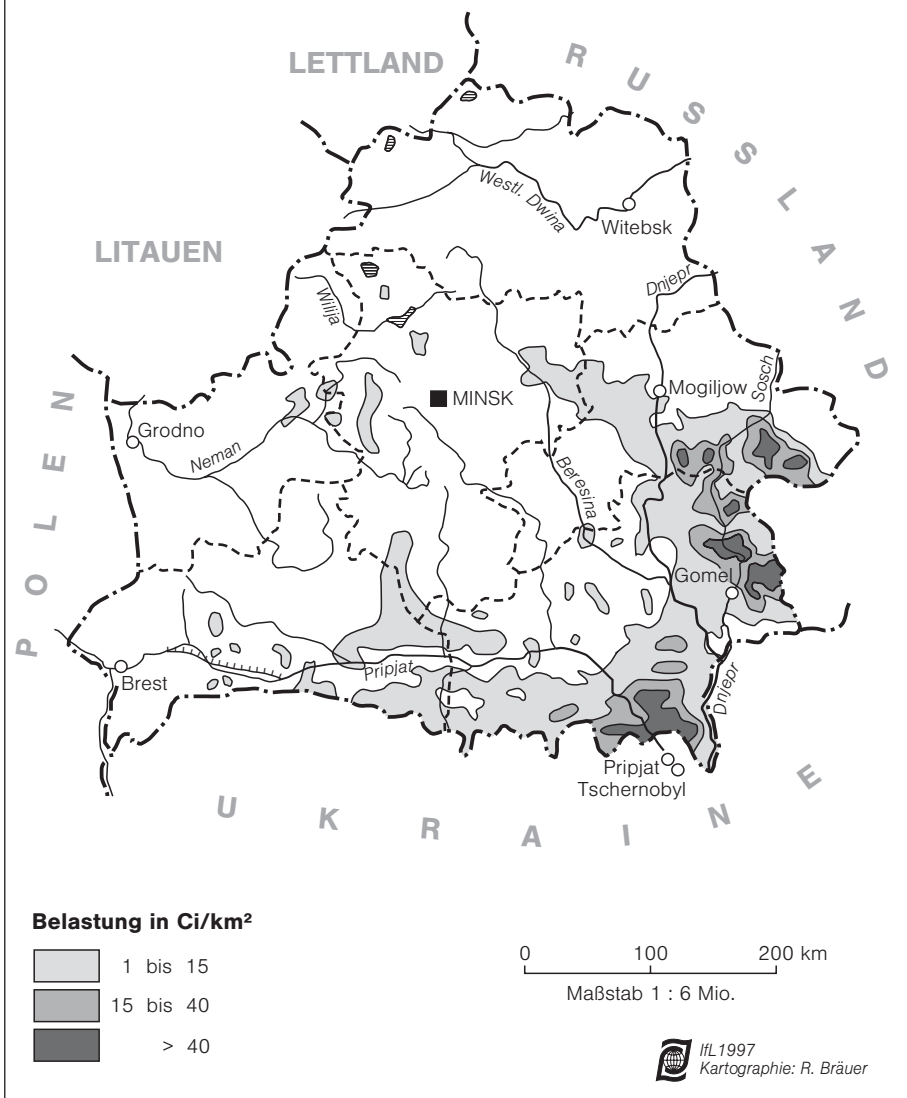 LETTLAND
RUSSLAND
Westl. Dwina
Witebsk
LITAUEN
Dnjepr
Wilija
Sosch
Mogiljow
MINSK
POLEN
Grodno
Neman
Beresina
Gomel
Brest
Pripjat
Dnjepr
Pripjat
Tschernobyl
UKRAINE
Belastung in Ci/km²
1 bis 15
15 bis 40
> 40
0 100 200 km
Maßstab 1 : 6 Mio.
IfL1997
Kartographie: R. Bräuer